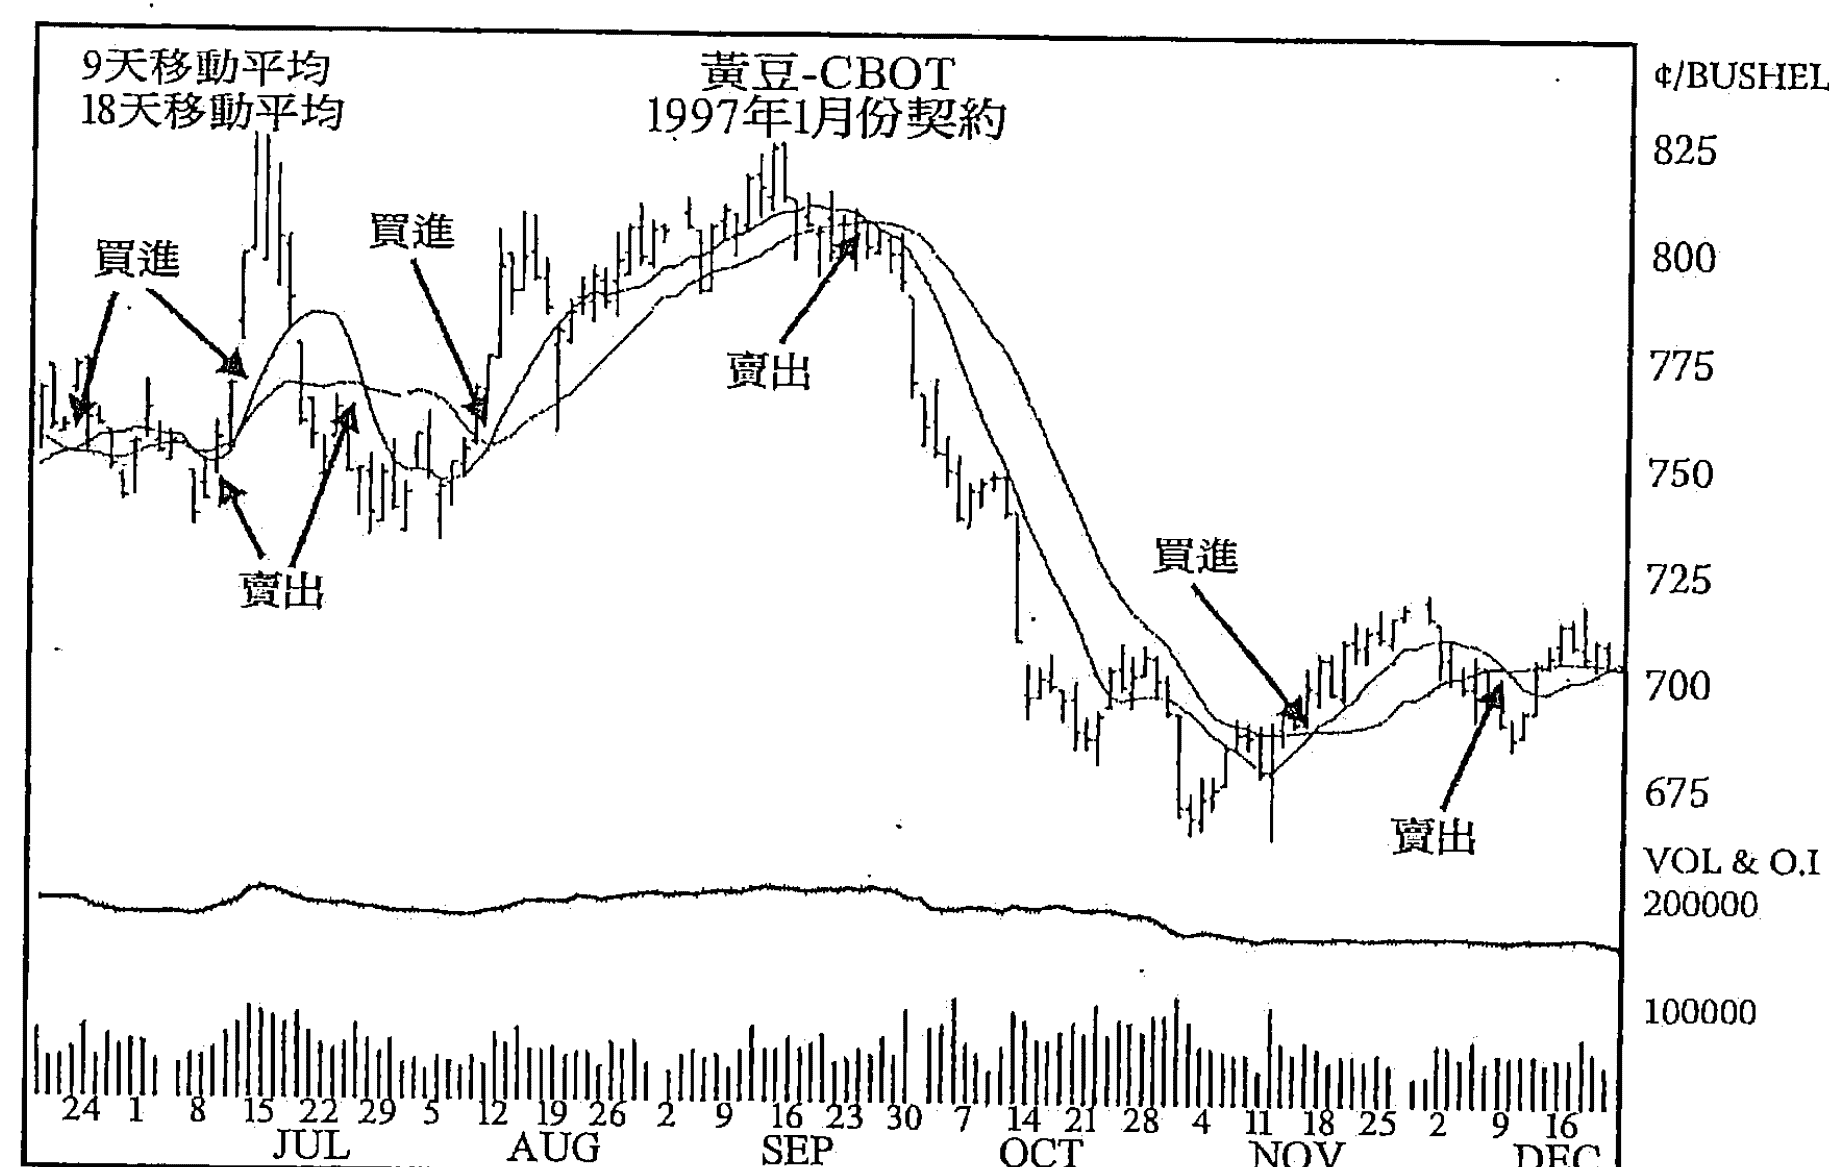 9天移動平均
18天移動平均
黃豆-CBOT
1997年1月份契約
¢/BUSHEL
825
800
775
750
725
700
675
買進
買進
賣出
賣出
買進
賣出
VOL & O.I
200000
100000
24 1 8 15 22 29 5 12 19 26 2 9 16 23 30 7 14 21 28 4 11 18 25 2 9 16
JUL AUG SEP OCT NOV DEC